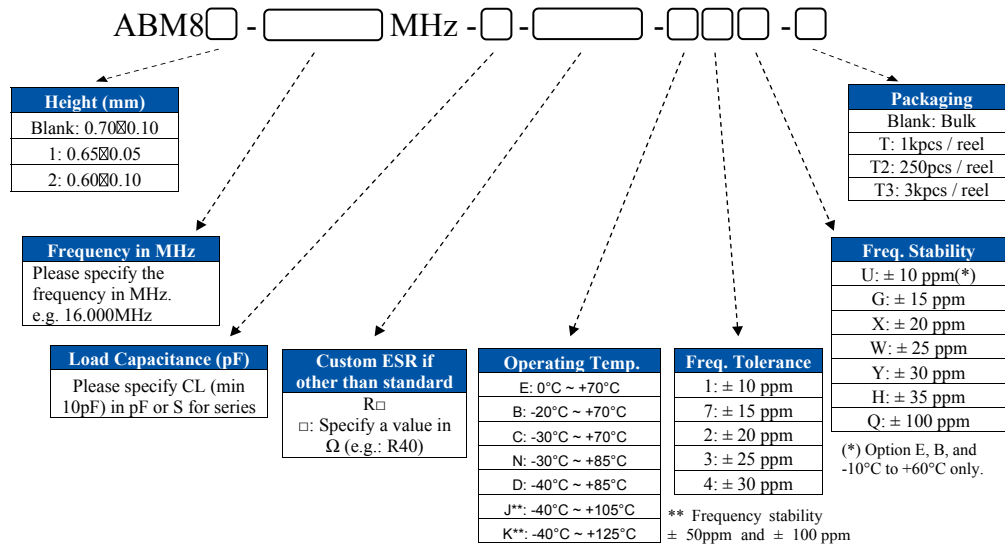 ABM8□ - □ MHz - □ - □ - □□□ - □
Height (mm)
Blank: 0.70☒0.10
1: 0.65☒0.05
2: 0.60☒0.10
Packaging
Blank: Bulk
T: 1kpcs / reel
T2: 250pcs / reel
T3: 3kpcs / reel
Frequency in MHz
Please specify the
frequency in MHz.
e.g. 16.000MHz
Load Capacitance (pF)
Please specify CL (min
10pF) in pF or S for series
Custom ESR if
other than standard
R□
□: Specify a value in
Ω (e.g.: R40)
Operating Temp.
E: 0°C ~ +70°C
B: -20°C ~ +70°C
C: -30°C ~ +70°C
N: -30°C ~ +85°C
D: -40°C ~ +85°C
J**: -40°C ~ +105°C
K**: -40°C ~ +125°C
Freq. Tolerance
1: ± 10 ppm
7: ± 15 ppm
2: ± 20 ppm
3: ± 25 ppm
4: ± 30 ppm
** Frequency stability
± 50ppm and ± 100 ppm
Freq. Stability
U: ± 10 ppm(*)
G: ± 15 ppm
X: ± 20 ppm
W: ± 25 ppm
Y: ± 30 ppm
H: ± 35 ppm
Q: ± 100 ppm
(*) Option E, B, and
-10°C to +60°C only.